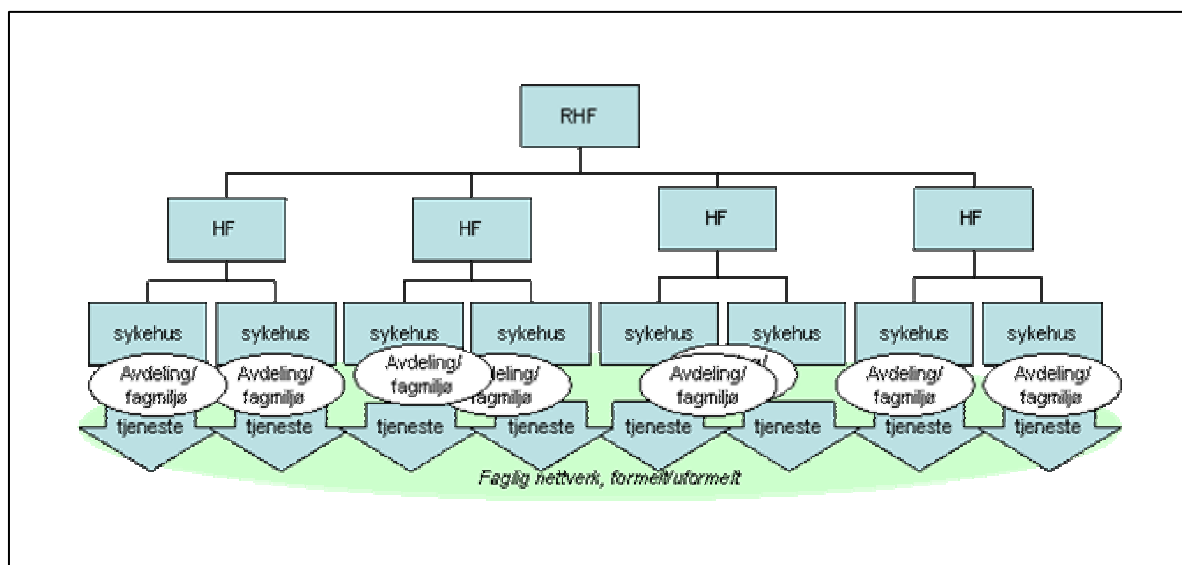 RHF
HF HF HF HF
sykehus sykehus sykehus sykehus sykehus sykehus sykehus sykehus
Avdeling/ Avdeling/ Avdeling/ Avdeling/ Avdeling/ Avdeling/
fagmiljø fagmiljø fagmiljø fagmiljø fagmiljø fagmiljø
tjeneste tjeneste tjeneste tjeneste tjeneste tjeneste tjeneste tjeneste
Faglig nettverk, formelt/uformelt